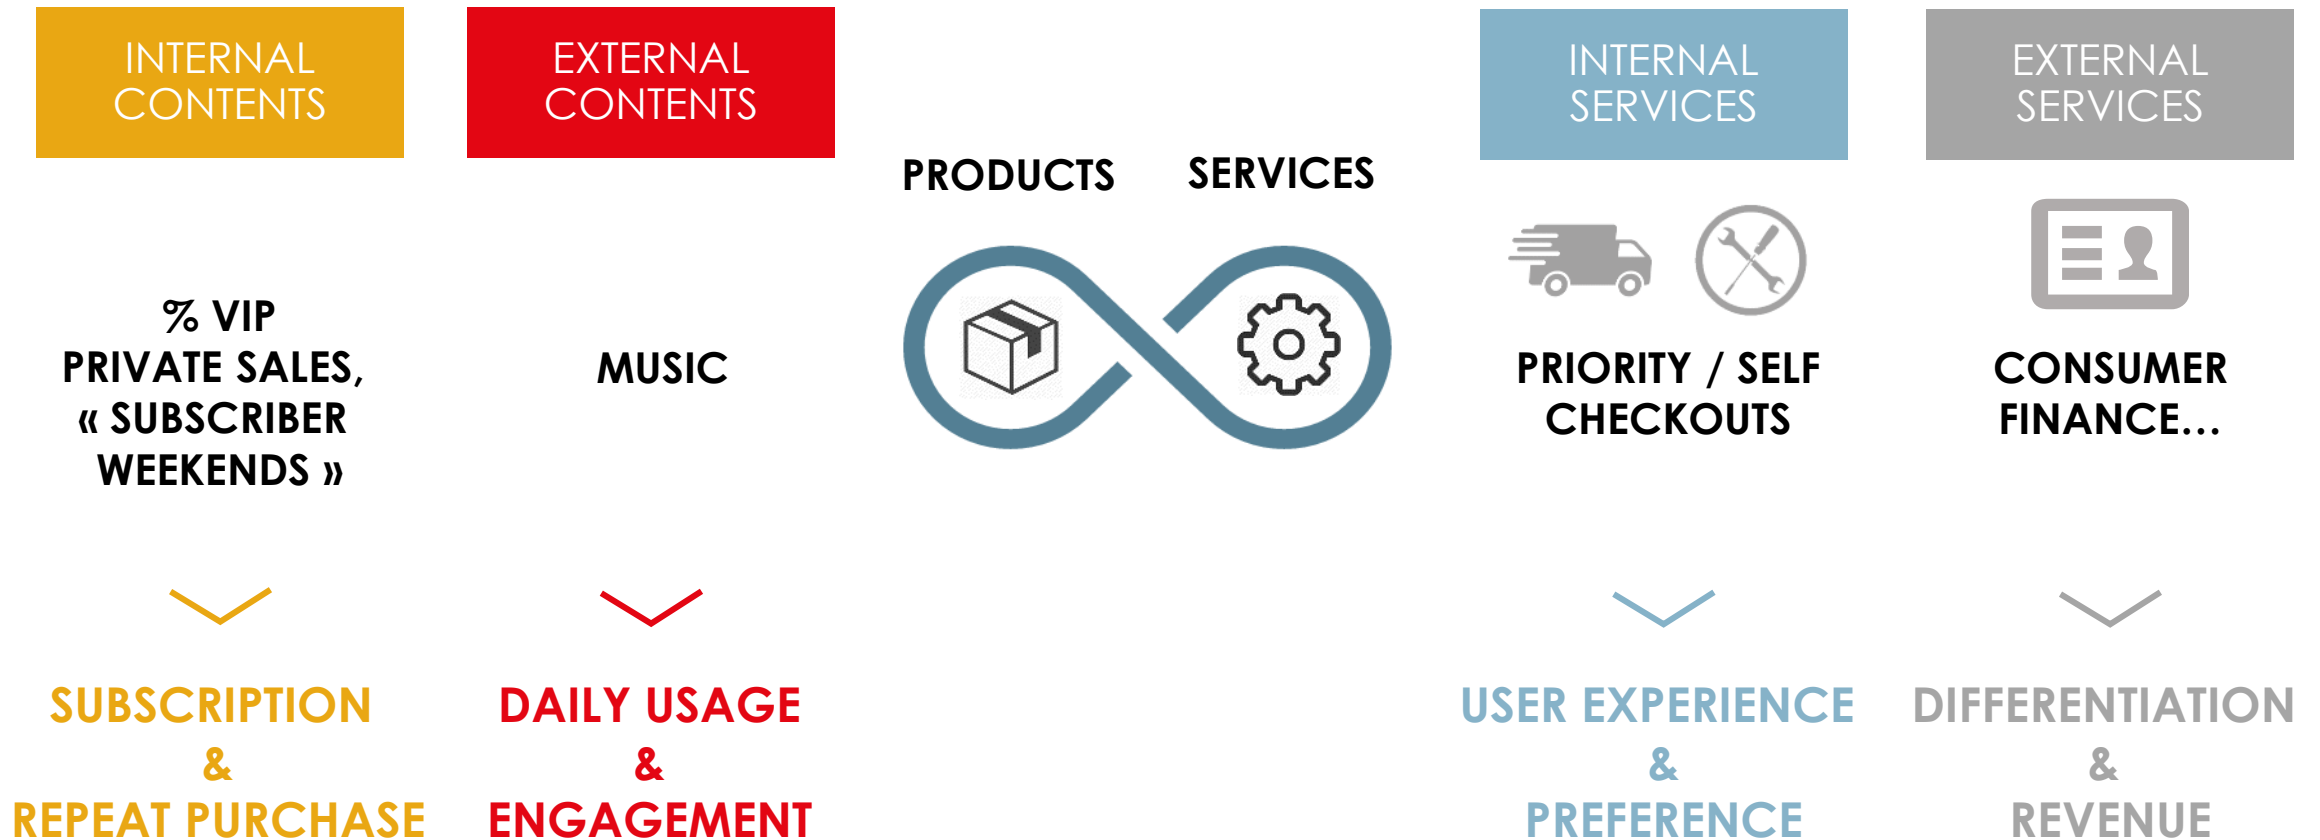 INTERNAL
CONTENTS
EXTERNAL
CONTENTS
INTERNAL
SERVICES
EXTERNAL
SERVICES
PRODUCTS
SERVICES
% VIP
PRIVATE SALES,
« SUBSCRIBER
WEEKENDS »
MUSIC
PRIORITY / SELF
CHECKOUTS
CONSUMER
FINANCE...
SUBSCRIPTION
&
REPEAT PURCHASE
DAILY USAGE
&
ENGAGEMENT
USER EXPERIENCE
&
PREFERENCE
DIFFERENTIATION
&
REVENUE